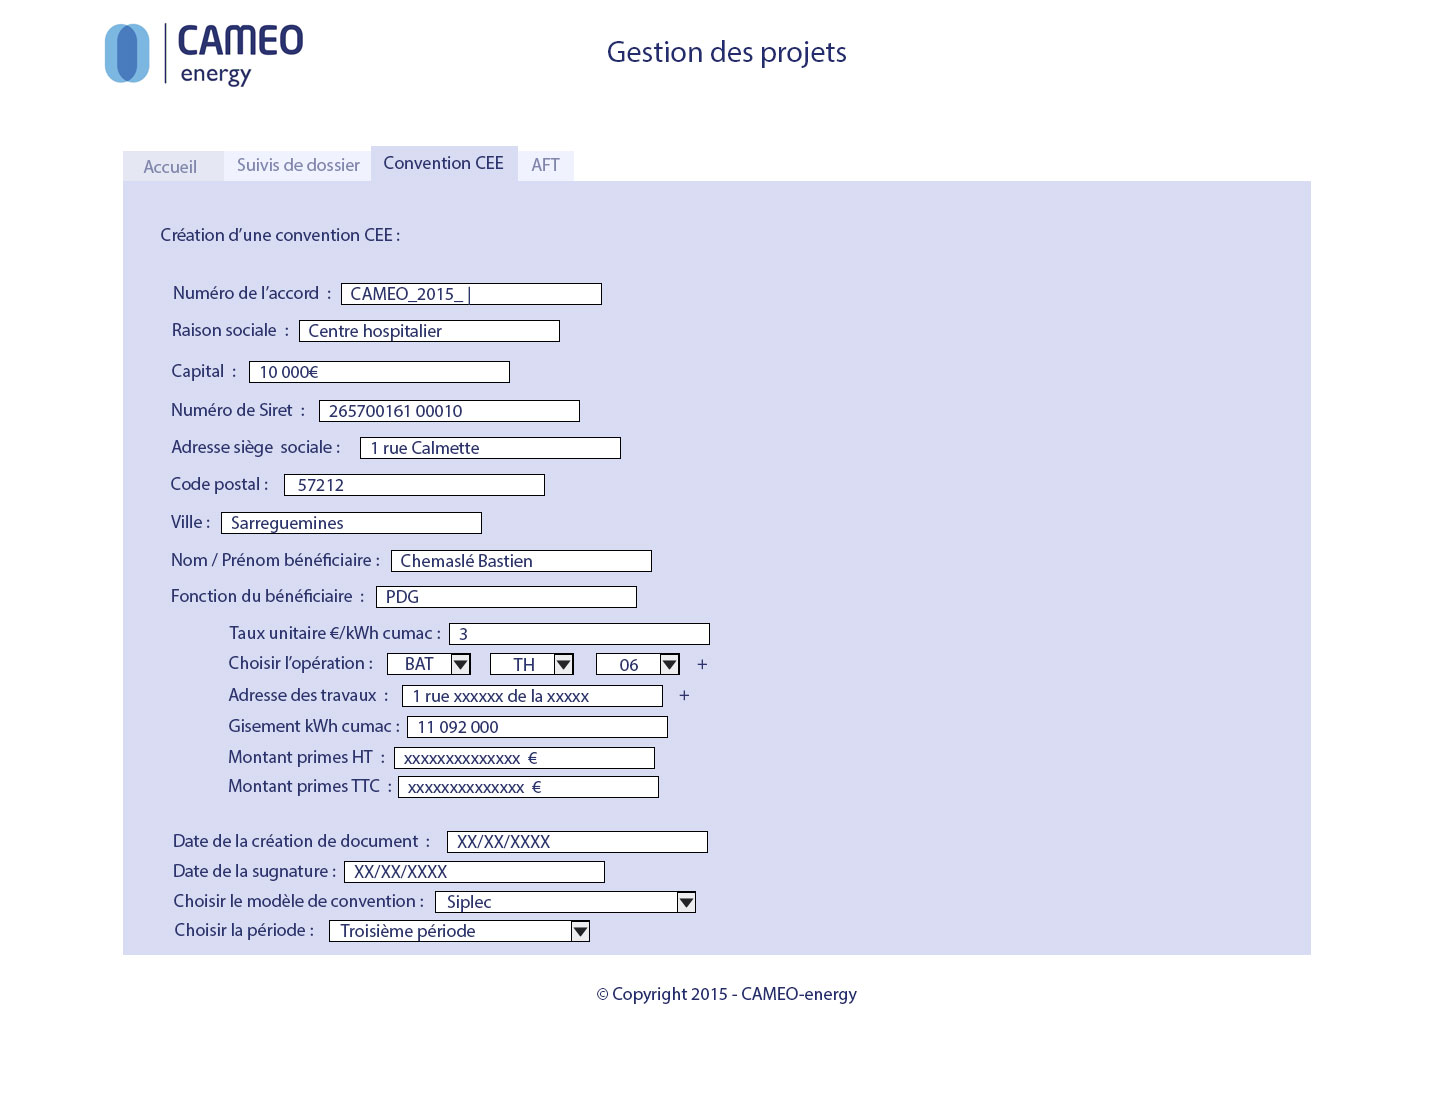 CAMEO
energy
Gestion des projets
Accueil Suivis de dossier Convention CEE AFT
Création d'une convention CEE :
Numéro de l'accord : CAMEO_2015_ |
Raison sociale : Centre hospitalier
Capital : 10 000€
Numéro de Siret : 265700161 00010
Adresse siège sociale : 1 rue Calmette
Code postal : 57212
Ville : Sarreguemines
Nom / Prénom bénéficiaire : Chemaslé Bastien
Fonction du bénéficiaire : PDG
Taux unitaire €/kWh cumac : 3
Choisir l'opération : BAT TH 06 +
Adresse des travaux : 1 rue xxxxxx de la xxxxx +
Gisement kWh cumac : 11 092 000
Montant primes HT : xxxxxxxxxxxxxx €
Montant primes TTC : xxxxxxxxxxxxxx €
Date de la création de document : XX/XX/XXXX
Date de la sugnature : XX/XX/XXXX
Choisir le modèle de convention : Siplec
Choisir la période : Troisième période
© Copyright 2015 - CAMEO-energy